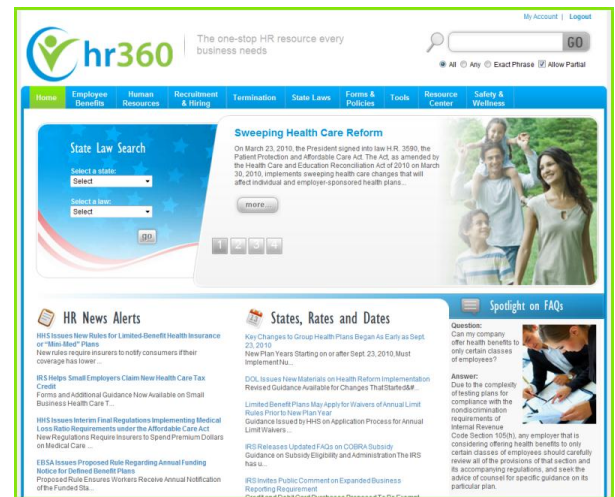 My Account | Logout
hr360
The one-stop HR resource every
business needs
GO
All Any Exact Phrase Allow Partial
Home
Employee
Benefits
Human
Resources
Recruitment
& Hiring
Termination
State Laws
Forms &
Policies
Tools
Resource
Center
Safety &
Wellness
State Law Search
Select a state:
Select
Select a law:
Select
go
Sweeping Health Care Reform
On March 23, 2010, the President signed into law H.R. 3590, the
Patient Protection and Affordable Care Act. The Act, as amended by
the Health Care and Education Reconciliation Act of 2010 on March
30, 2010, implements sweeping health care changes that will
affect individual and employer-sponsored health plans...
more...
1 2 3 4
HR News Alerts
HHS Issues New Rules for Limited-Benefit Health Insurance
or "Mini-Med" Plans
New rules require insurers to notify consumers if their
coverage has lower...
IRS Helps Small Employers Claim New Health Care Tax
Credit
Forms and Additional Guidance Now Available on Small
Business Health Care T...
HHS Issues Interim Final Regulations Implementing Medical
Loss Ratio Requirements under the Affordable Care Act
New Regulations Require Insurers to Spend Premium Dollars
on Medical Care ...
EBSA Issues Proposed Rule Regarding Annual Funding
Notice for Defined Benefit Plans
Proposed Rule Ensures Workers Receive Annual Notification
of the Funded Sta...
States, Rates and Dates
Key Changes to Group Health Plans Began As Early as Sept.
23, 2010
New Plan Years Starting on or after Sept. 23, 2010, Must
Implement Nu...
DOL Issues New Materials on Health Reform Implementation
Revised Guidance Available for Changes That Started&#...
Limited Benefit Plans May Apply for Waivers of Annual Limit
Rules Prior to New Plan Year
Guidance Issued by HHS on Application Process for Annual
Limit Waivers...
IRS Releases Updated FAQs on COBRA Subsidy
Guidance on Subsidy Eligibility and Administration The IRS
has u...
IRS Invites Public Comment on Expanded Business
Reporting Requirement
Spotlight on FAQs
Question:
Can my company
offer health benefits to
only certain classes
of employees?
Answer:
Due to the complexity
of testing plans for
compliance with the
nondiscrimination
requirements of
Internal Revenue
Code Section 105(h), any employer that is
considering offering health benefits to only
certain classes of employees should carefully
review all of the provisions of that section and
its accompanying regulations, and seek the
advice of counsel for specific guidance on its
particular plan.